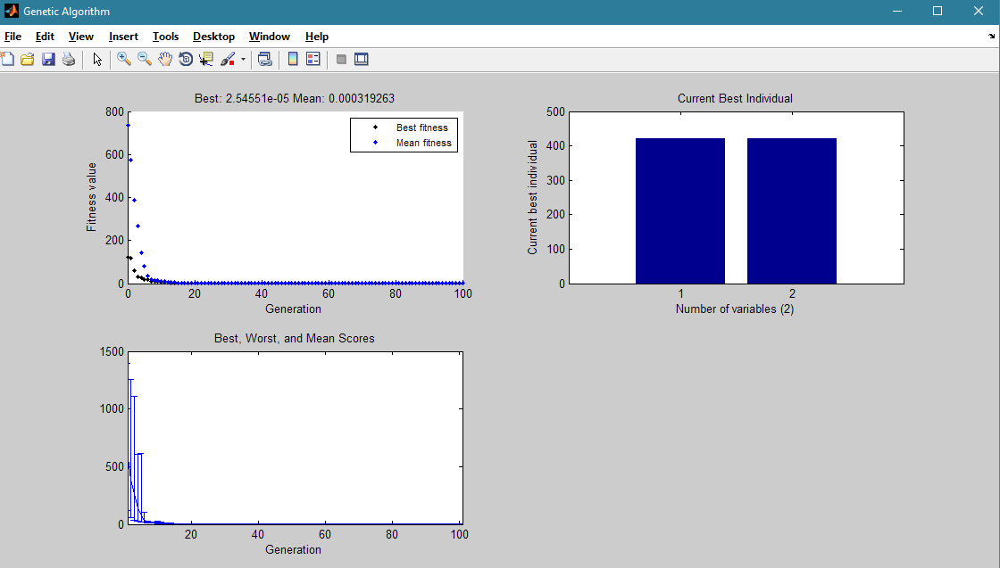 Genetic Algorithm
File Edit View Insert Tools Desktop Window Help
Best: 2.54551e-05 Mean: 0.000319263
800
600
400
200
0
Fitness value
Best fitness
Mean fitness
0 20 40 60 80 100
Generation
Current Best Individual
500
400
300
200
100
0
Current best individual
1 2
Number of variables (2)
Best, Worst, and Mean Scores
1500
1000
500
0
20 40 60 80 100
Generation